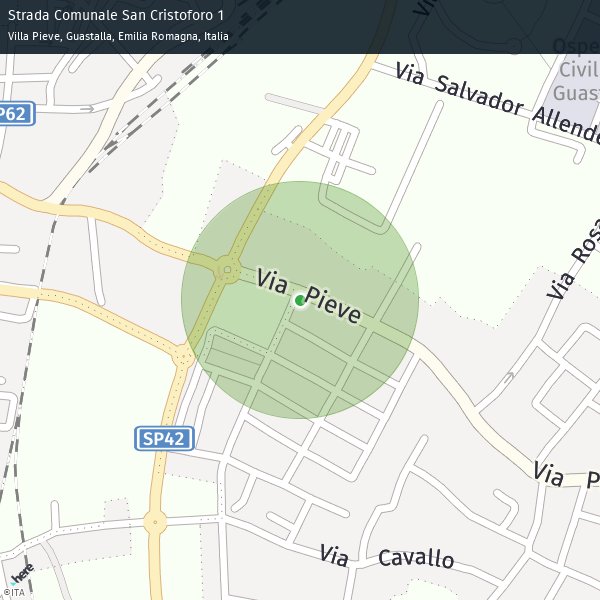 Strada Comunale San Cristoforo 1
Villa Pieve, Guastalla, Emilia Romagna, Italia
Ospe
Civil
Guast
Via Salvador Allende
P62
Via Rosa
Via Pieve
SP42
Via P
Via Cavallo
here
©ITA